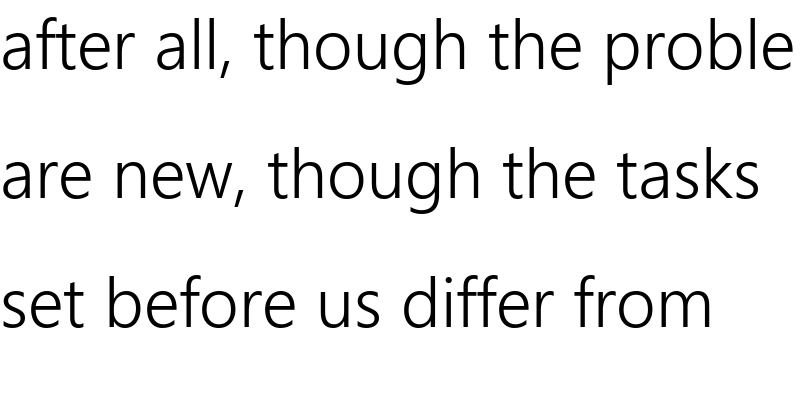 after all, though the proble
are new, though the tasks
set before us differ from